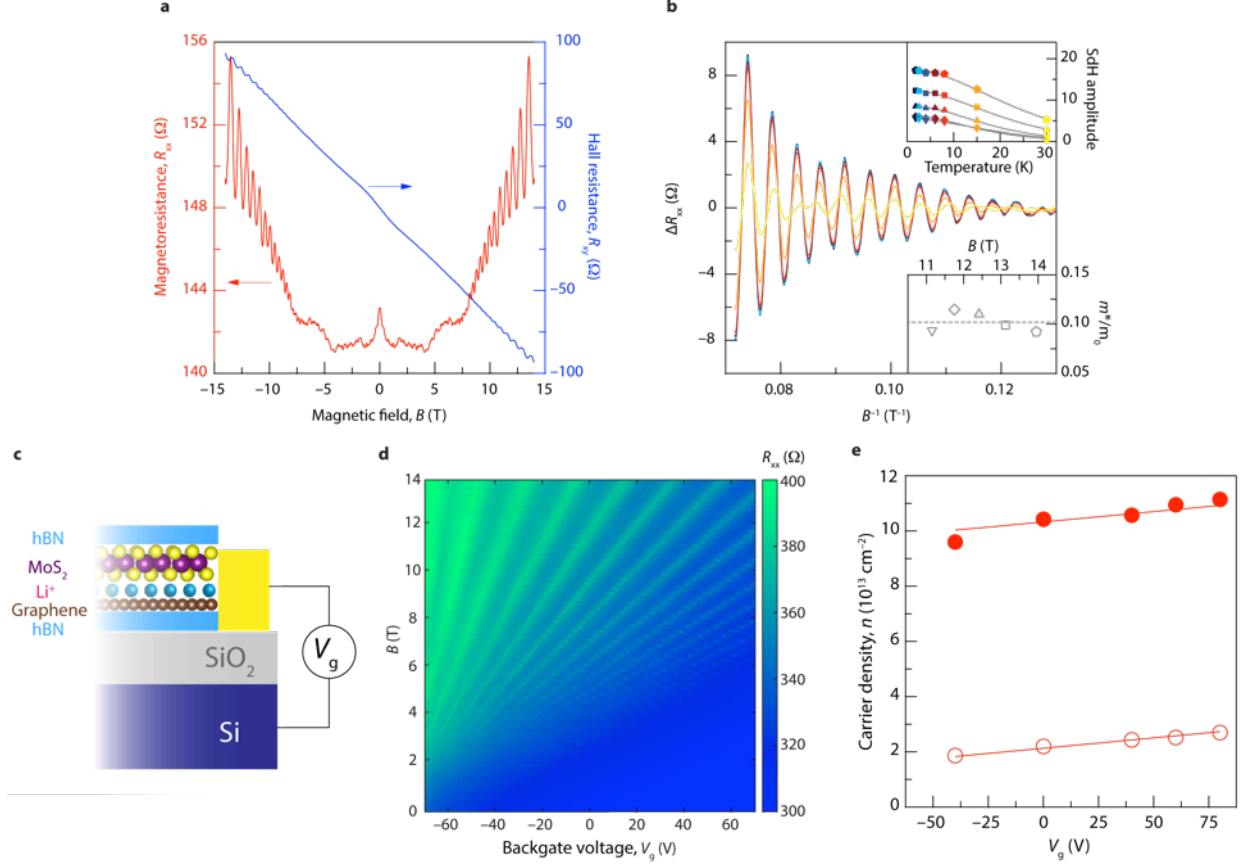 a
156
152
148
144
140
Magnetoresistance, Rxx (Ω)
100
50
0
−50
−100
Hall resistance, Rxy (Ω)
−15 −10 −5 0 5 10 15
Magnetic field, B (T)
b
8
4
0
−4
−8
ΔRxx (Ω)
0.08 0.10 0.12
B−1 (T−1)
20
10
0
SdH amplitude
0 10 20 30
Temperature (K)
B (T)
11 12 13 14
0.15
0.10
0.05
m*/m0
c
hBN
MoS2
Li+
Graphene
hBN
SiO2
Si
Vg
d
Rxx (Ω)
14
12
10
8
6
4
2
0
B (T)
400
380
360
340
320
300
−60 −40 −20 0 20 40 60
Backgate voltage, Vg (V)
e
12
10
8
6
4
2
0
Carrier density, n (10¹³ cm−2)
−50 −25 0 25 50 75
Vg (V)